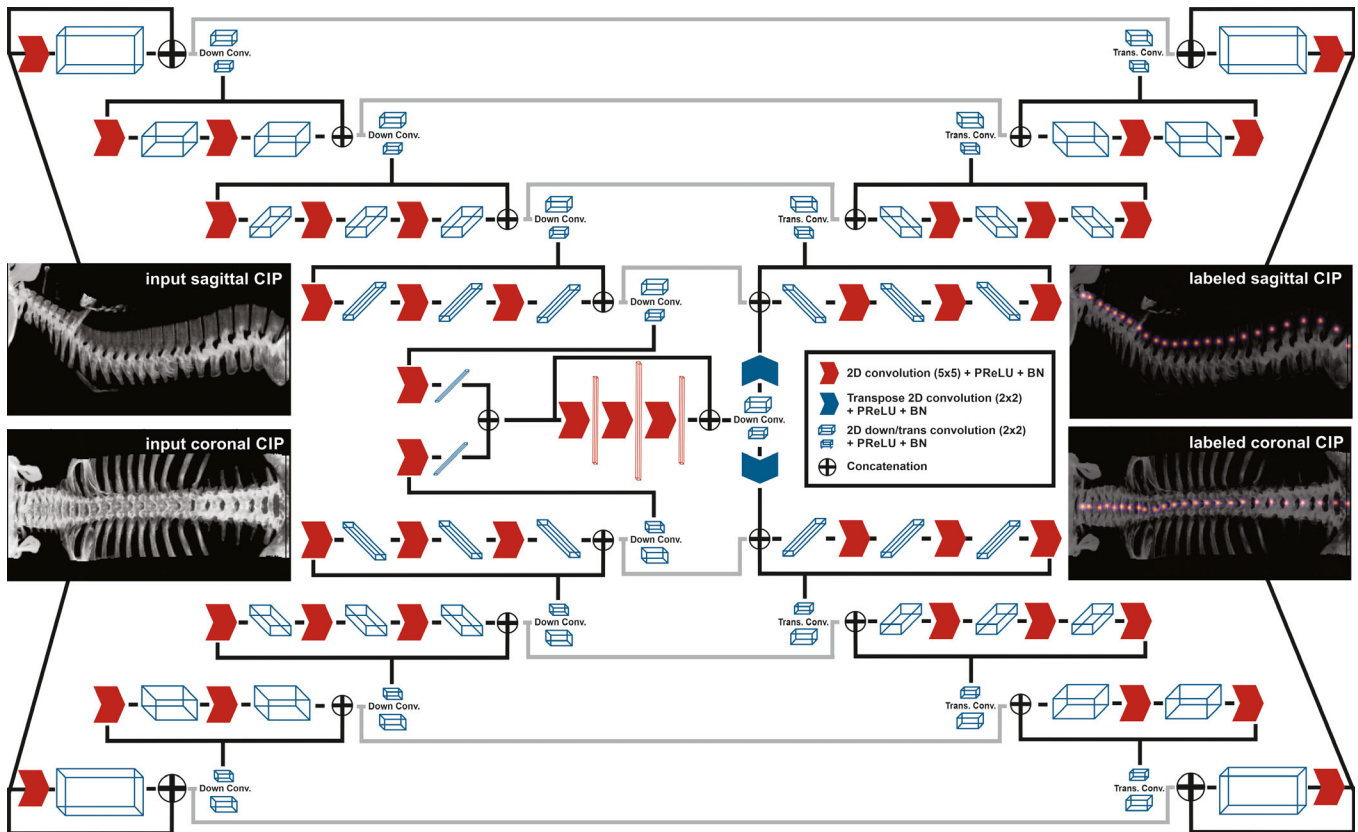 Down Conv.
Trans. Conv.
Down Conv.
Trans. Conv.
Down Conv.
Trans. Conv.
input sagittal CIP
labeled sagittal CIP
Down Conv.
2D convolution (5x5) + PReLU + BN
Transpose 2D convolution (2x2)
+ PReLU + BN
Down Conv.
2D down/trans convolution (2x2)
+ PReLU + BN
input coronal CIP
labeled coronal CIP
Concatenation
Down Conv.
Down Conv.
Trans. Conv.
Down Conv.
Trans. Conv.
Down Conv.
Trans. Conv.